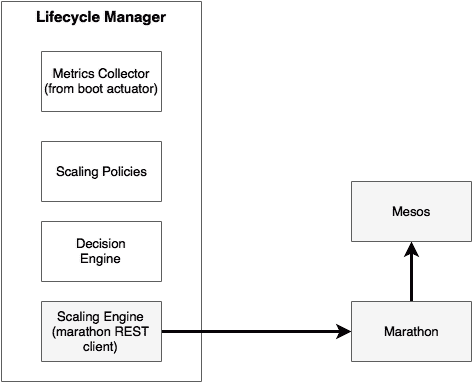 Lifecycle Manager
Metrics Collector
(from boot actuator)
Scaling Policies
Decision
Engine
Scaling Engine
(marathon REST
client)
Mesos
Marathon